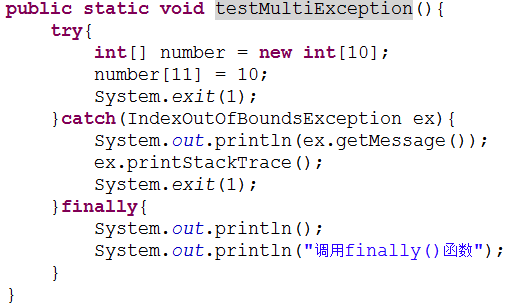 public static void testMultiException(){
try{
int[] number = new int[10];
number[11] = 10;
System.exit(1);
}catch(IndexOutOfBoundsException ex){
System.out.println(ex.getMessage());
ex.printStackTrace();
System.exit(1);
}finally{
System.out.println();
System.out.println("调用finally()函数");
}
}